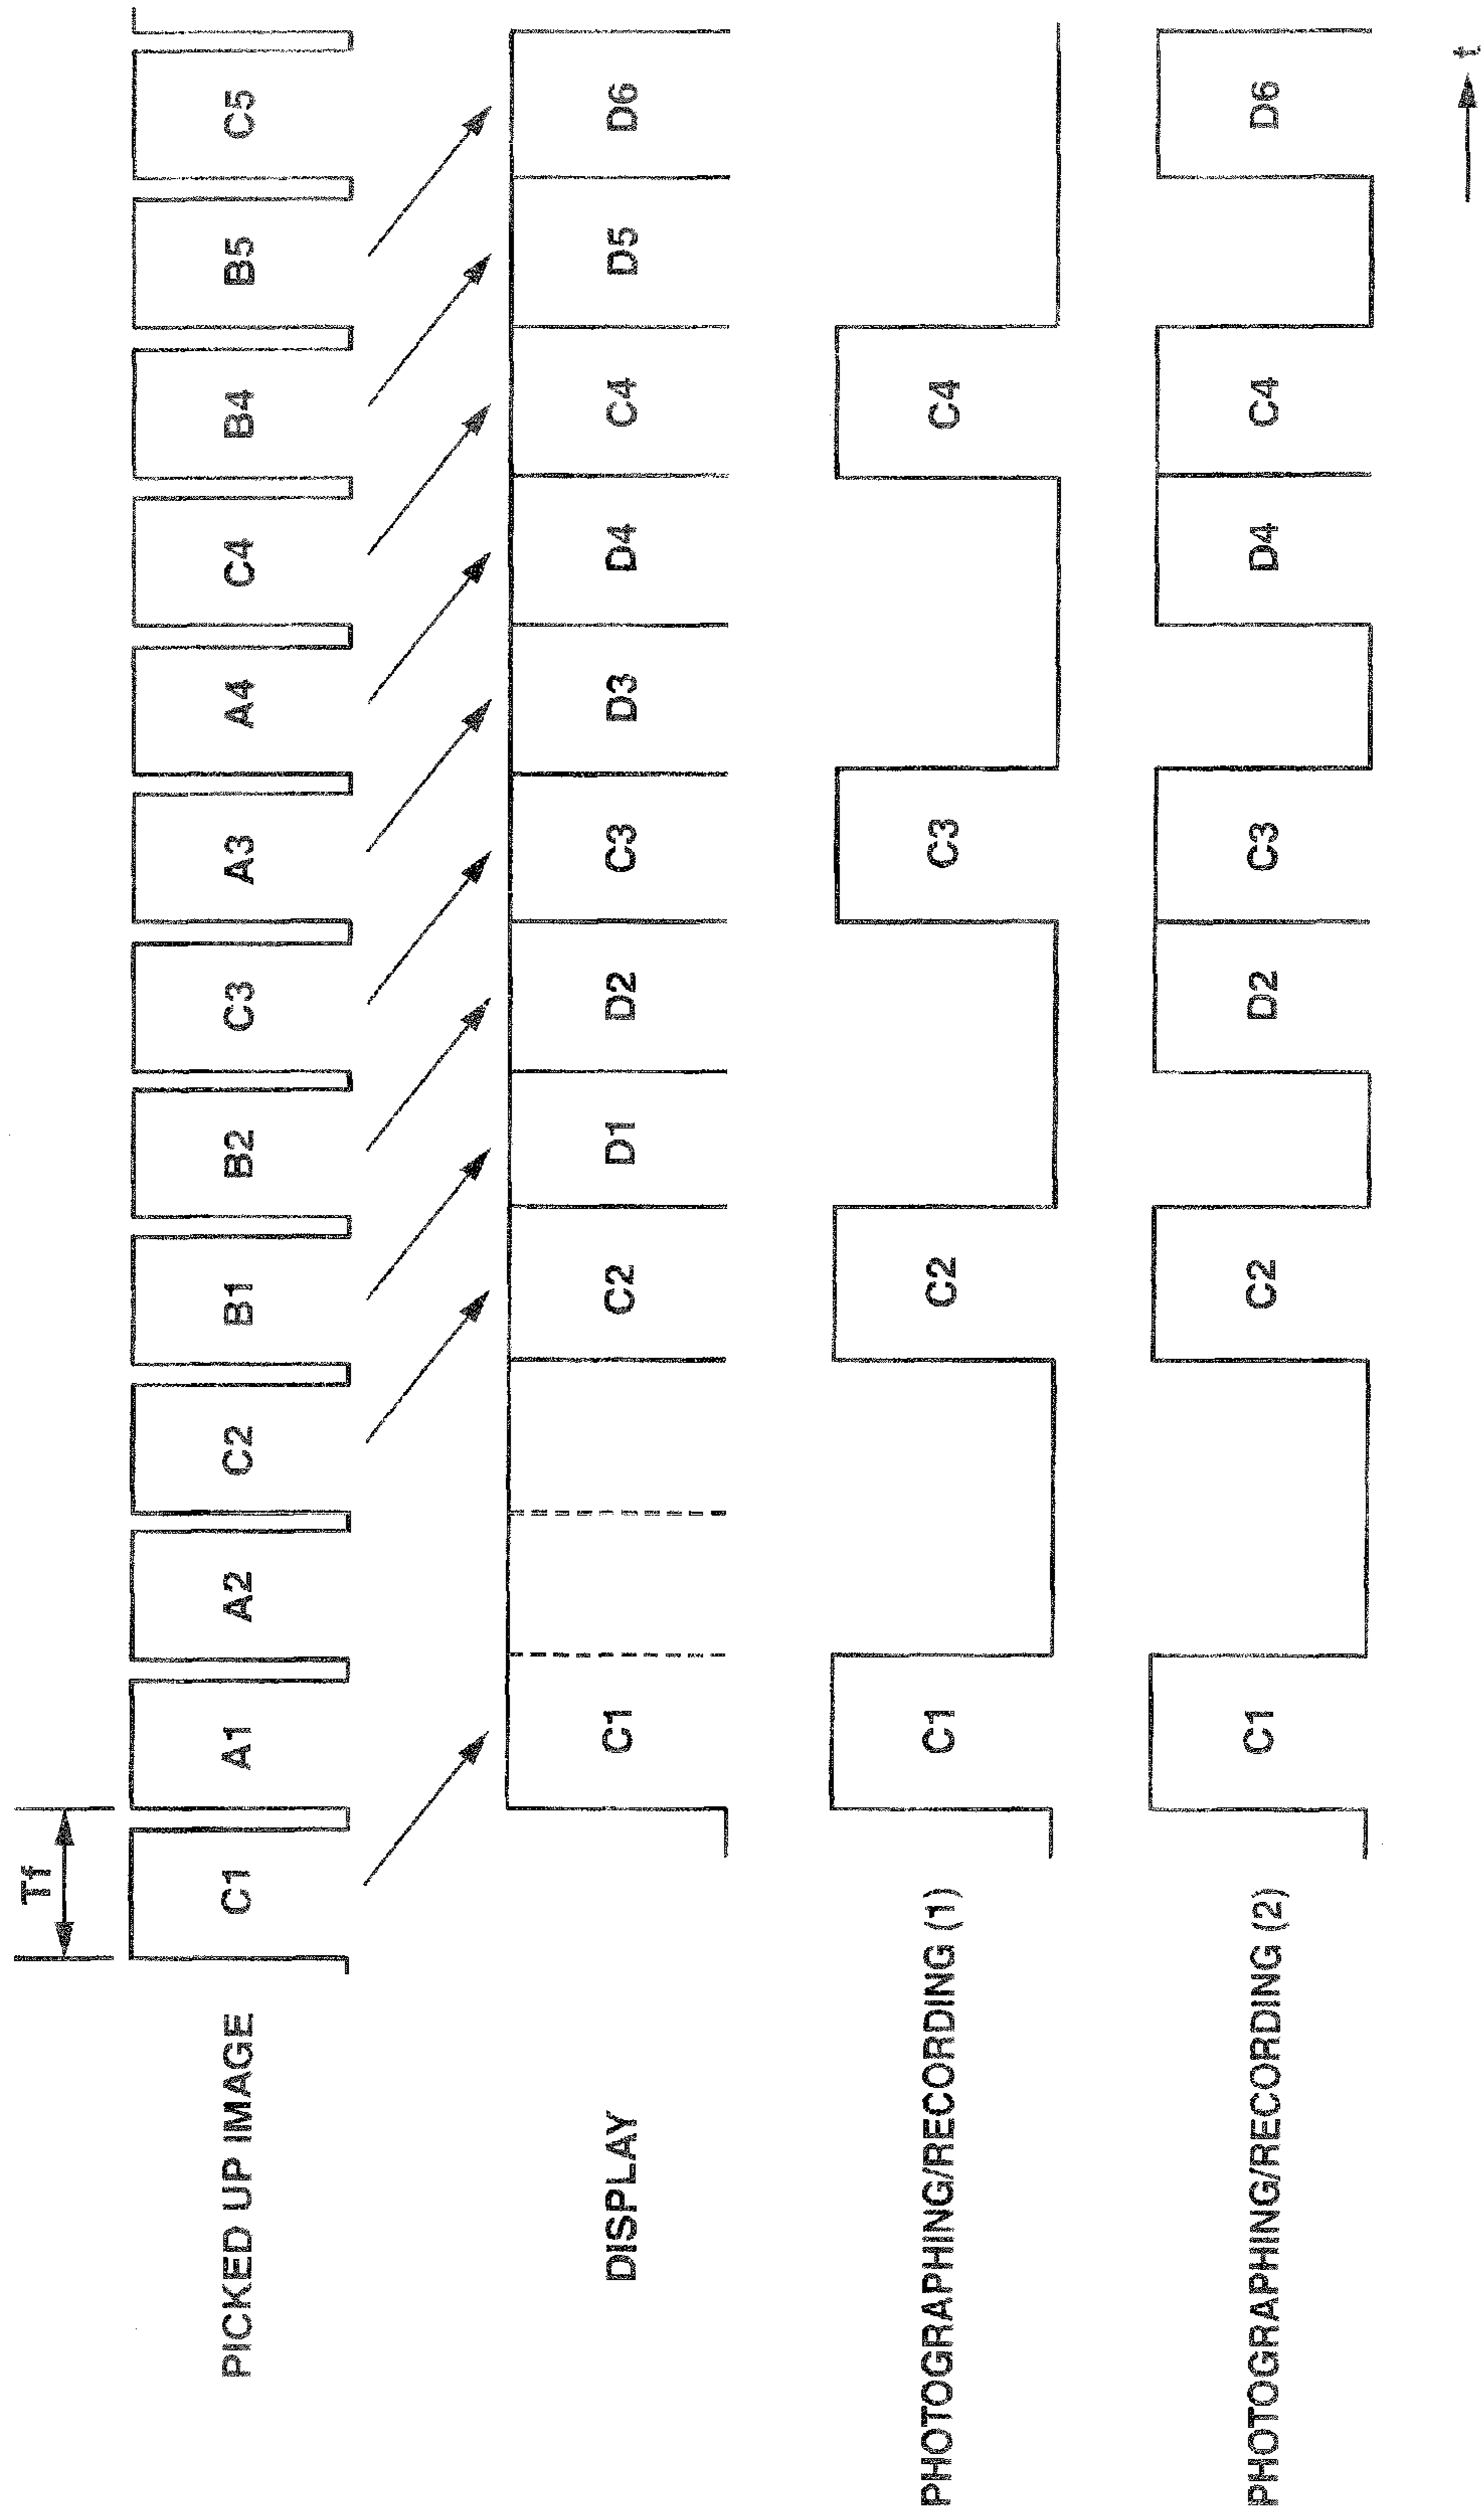 Tf
PICKED UP IMAGE C1 A1 A2 C2 B1 B2 C3 A3 A4 C4 B4 B5 C5
DISPLAY C1 C2 D1 D2 C3 D3 D4 C4 D5 D6
PHOTOGRAPHING/RECORDING (1) C1 C2 C3 C4
PHOTOGRAPHING/RECORDING (2) C1 C2 D2 C3 D4 C4 D6
t